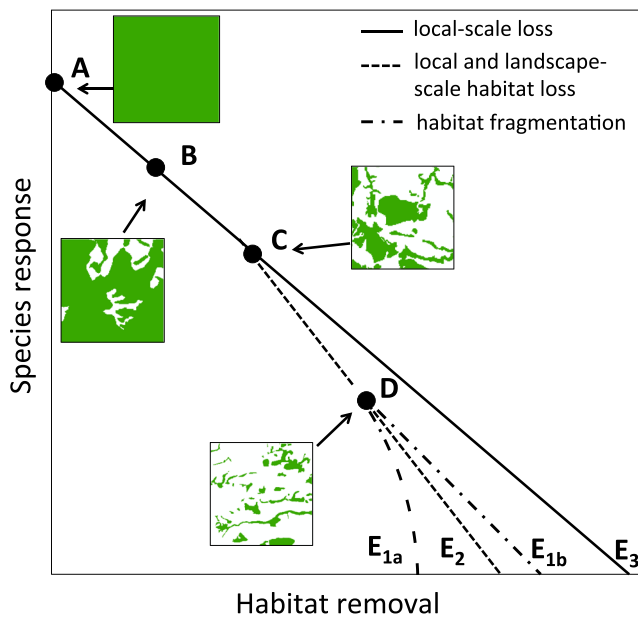 A
B
C
D
local-scale loss
local and landscape-
scale habitat loss
habitat fragmentation
Species response
E1a
E2
E1b
E3
Habitat removal